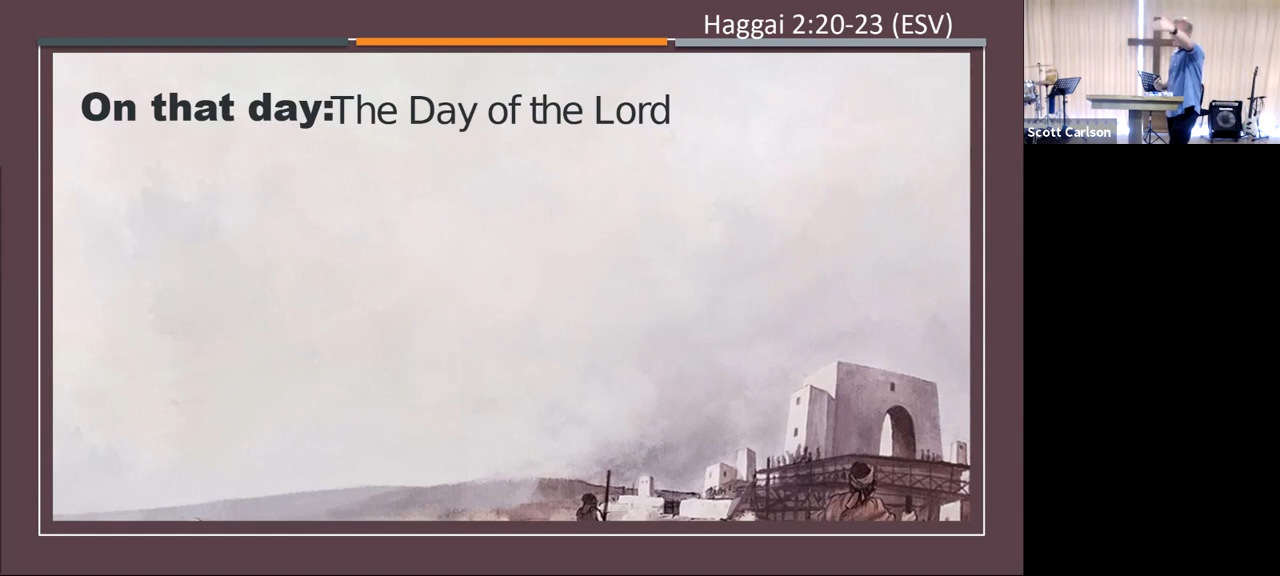 Haggai 2:20-23 (ESV)
On that day:The Day of the Lord
Scott Carlson